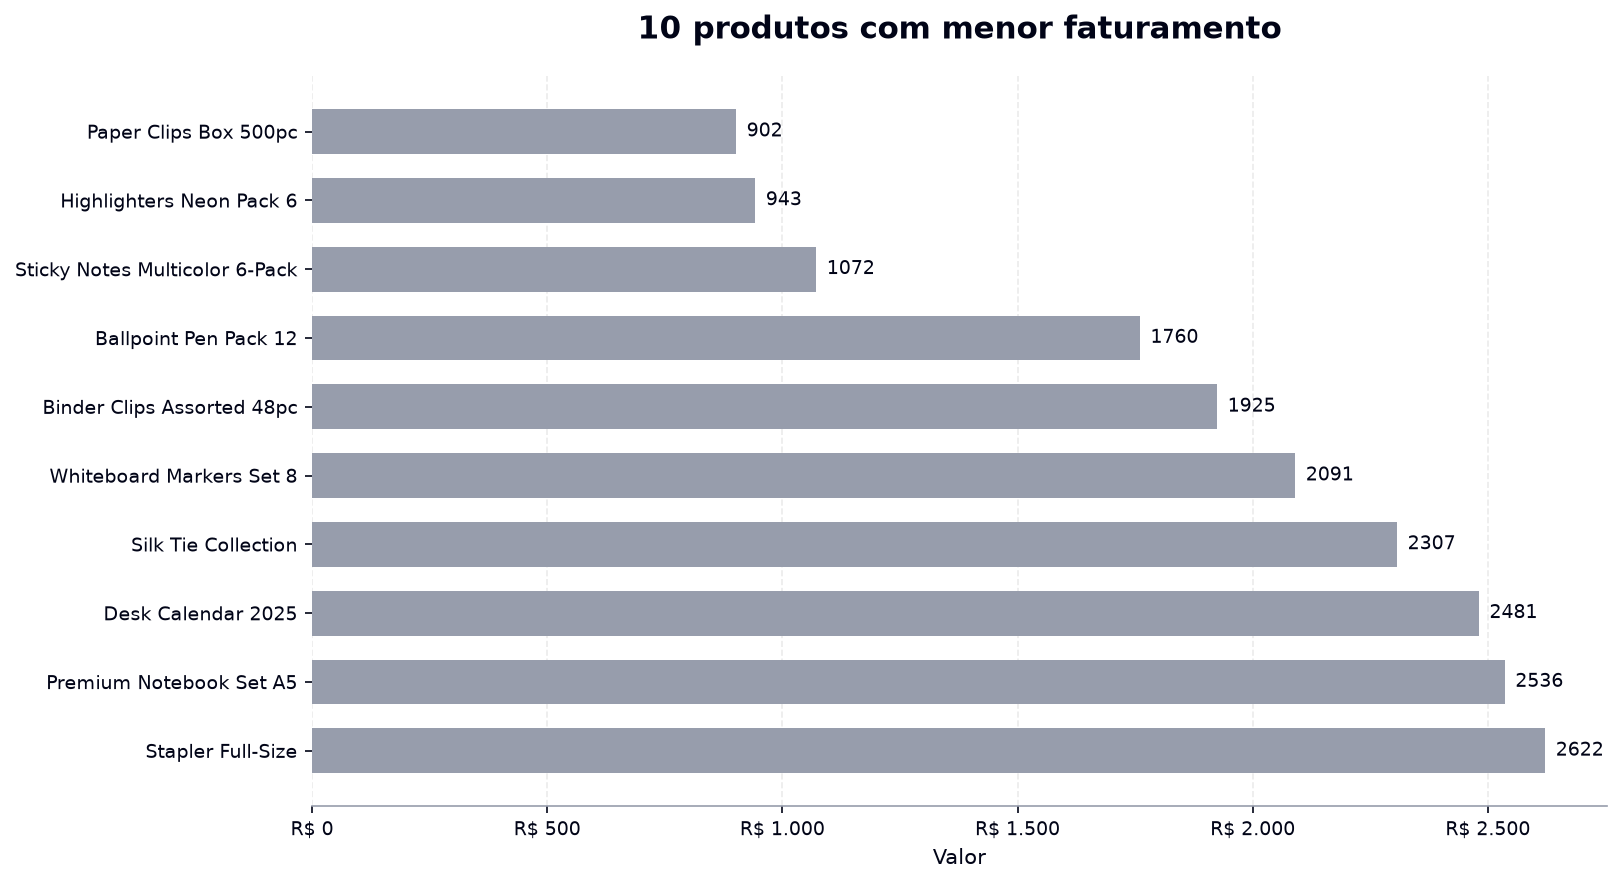 10 produtos com menor faturamento
Paper Clips Box 500pc 902
Highlighters Neon Pack 6 943
Sticky Notes Multicolor 6-Pack 1072
Ballpoint Pen Pack 12 1760
Binder Clips Assorted 48pc 1925
Whiteboard Markers Set 8 2091
Silk Tie Collection 2307
Desk Calendar 2025 2481
Premium Notebook Set A5 2536
Stapler Full-Size 2622
R$ 0 R$ 500 R$ 1.000 R$ 1.500 R$ 2.000 R$ 2.500
Valor